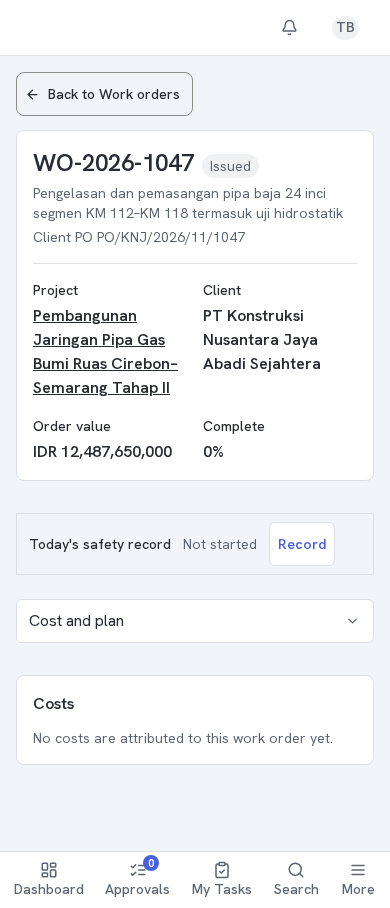 TB
Back to Work orders
WO-2026-1047 Issued
Pengelasan dan pemasangan pipa baja 24 inci
segmen KM 112–KM 118 termasuk uji hidrostatik
Client PO PO/KNJ/2026/11/1047
Project
Pembangunan
Jaringan Pipa Gas
Bumi Ruas Cirebon–
Semarang Tahap II
Client
PT Konstruksi
Nusantara Jaya
Abadi Sejahtera
Order value
IDR 12,487,650,000
Complete
0%
Today's safety record Not started Record
Cost and plan
Costs
No costs are attributed to this work order yet.
0
Dashboard Approvals My Tasks Search More